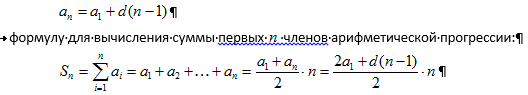 aₙ = a₁ + d(n−1)¶
→формулу·для·вычисления·суммы·первых·n·членов·арифметической·прогрессии:¶
Sₙ = ∑ᵢ₌₁ⁿ aᵢ = a₁ + a₂ + … + aₙ = (a₁ + aₙ)/2 · n = (2a₁ + d(n−1))/2 · n¶